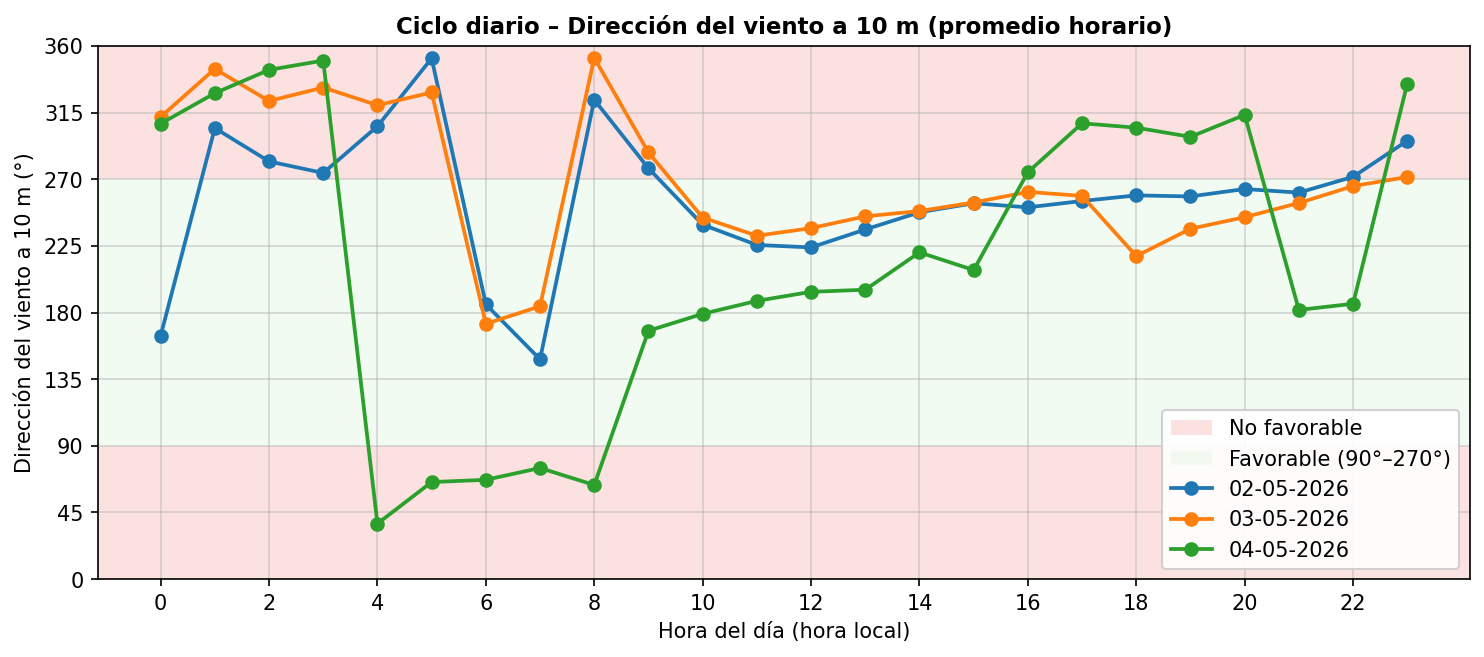 Ciclo diario – Dirección del viento a 10 m (promedio horario)
Dirección del viento a 10 m (°)
360
315
270
225
180
135
90
45
0
No favorable
Favorable (90°–270°)
02-05-2026
03-05-2026
04-05-2026
0 2 4 6 8 10 12 14 16 18 20 22
Hora del día (hora local)